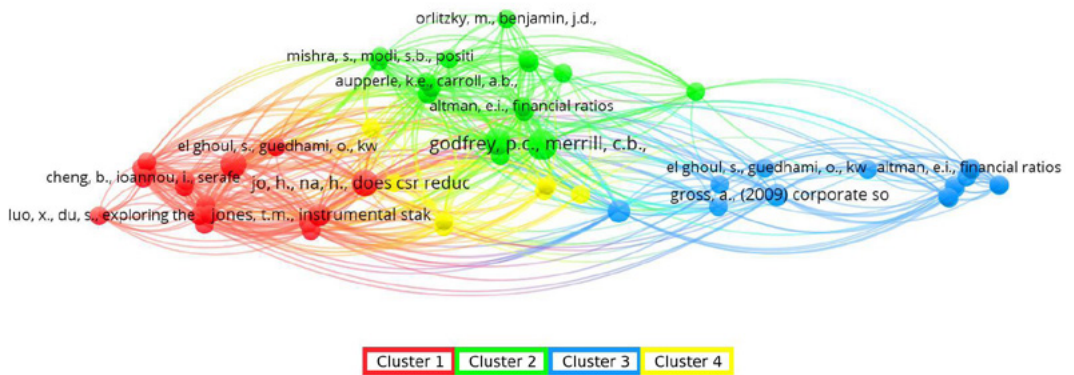 orlitzky, m., benjamin, j.d.,
mishra, s., modi, s.b., positi
aupperle, k.e., carroll, a.b.,
altman, e.i., financial ratios
godfrey, p.c., merrill, c.b.,
el ghoul, s., guedhami, o., kw
el ghoul, s., guedhami, o., kw
altman, e.i., financial ratios
cheng, b., ioannou, i., serafe
jo, h., na, h., does csr reduc
gross, a., (2009) corporate so
luo, x., du, s., exploring the
jones, t.m., instrumental stak
Cluster 1
Cluster 2
Cluster 3
Cluster 4